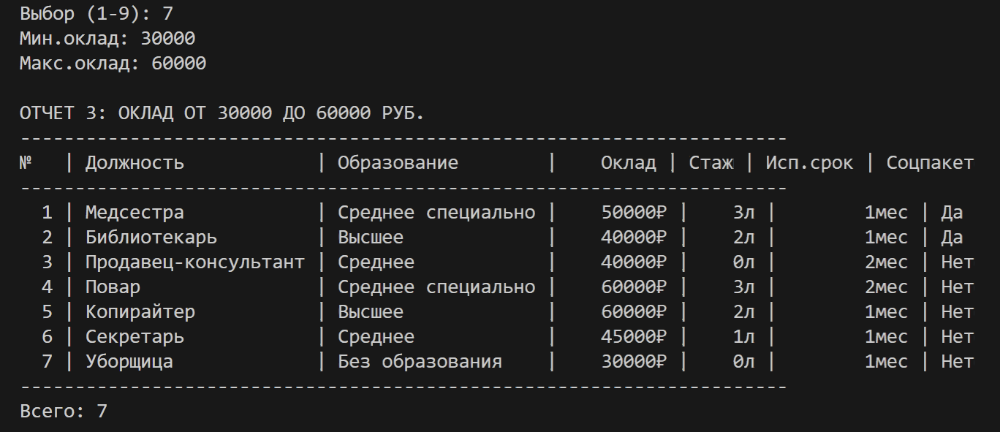 Выбор (1-9): 7
Мин.оклад: 30000
Макс.оклад: 60000
ОТЧЕТ 3: ОКЛАД ОТ 30000 ДО 60000 РУБ.
----------------------------------------------------------------------
№   | Должность            | Образование        |    Оклад | Стаж | Исп.срок | Соцпакет
----------------------------------------------------------------------
  1 | Медсестра            | Среднее специально |    50000₽ |    3л |        1мес | Да
  2 | Библиотекарь         | Высшее             |    40000₽ |    2л |        1мес | Да
  3 | Продавец-консультант | Среднее            |    40000₽ |    0л |        2мес | Нет
  4 | Повар                | Среднее специально |    60000₽ |    3л |        2мес | Нет
  5 | Копирайтер           | Высшее             |    60000₽ |    2л |        1мес | Нет
  6 | Секретарь            | Среднее            |    45000₽ |    1л |        1мес | Нет
  7 | Уборщица             | Без образования    |    30000₽ |    0л |        1мес | Нет
----------------------------------------------------------------------
Всего: 7